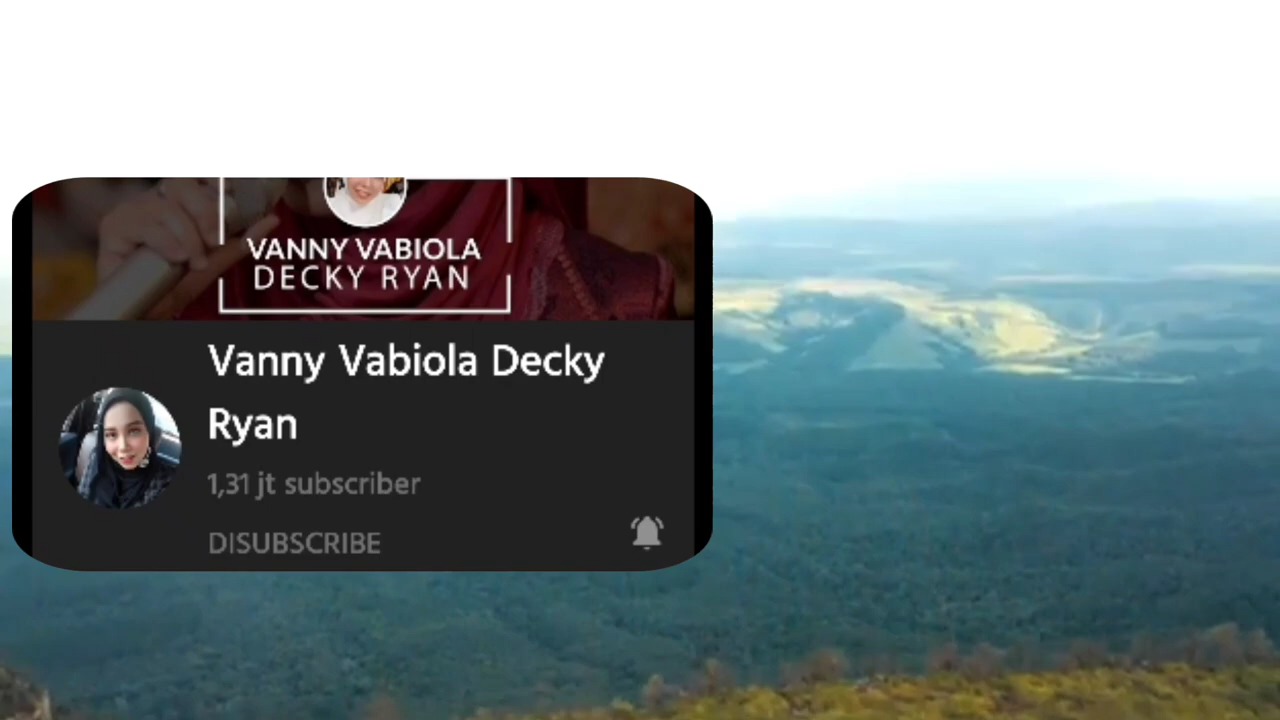 VANNY VABIOLA
DECKY RYAN
Vanny Vabiola Decky
Ryan
1,31 jt subscriber
DISUBSCRIBE